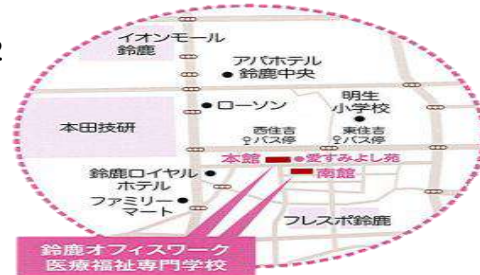 2
イオンモール
鈴鹿
アパホテル
鈴鹿中央
ローソン
明生
小学校
本田技研
西住吉
バス停
東住吉
バス停
本館
愛すみよし苑
南館
鈴鹿ロイヤル
ホテル
ファミリー
マート
フレスポ鈴鹿
鈴鹿オフィスワーク
医療福祉専門学校